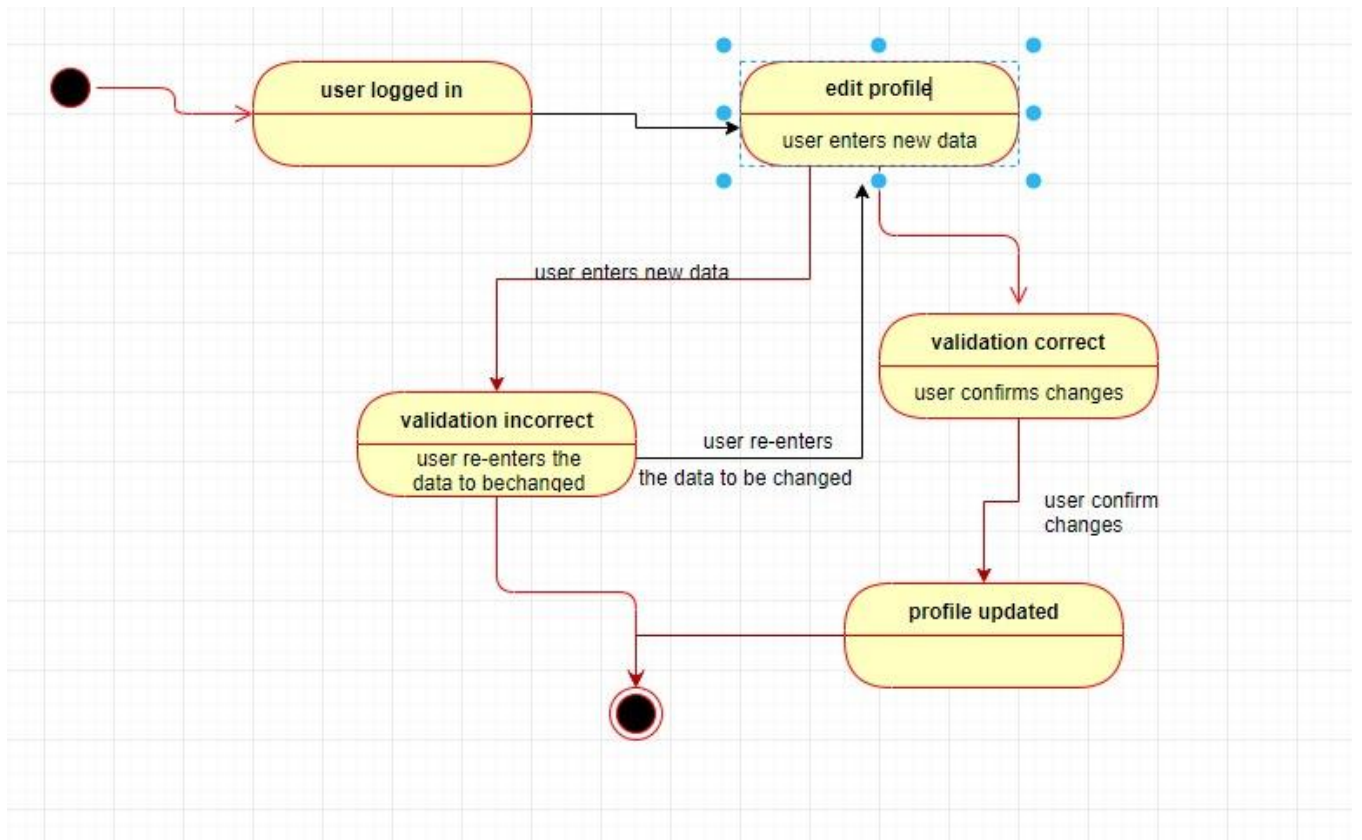 user logged in
edit profile
user enters new data
user enters new data
validation correct
user confirms changes
validation incorrect
user re-enters the
data to bechanged
user re-enters
the data to be changed
user confirm
changes
profile updated